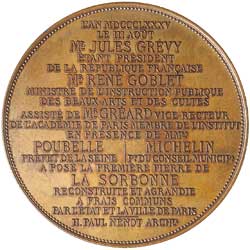 L'AN MDCCCLXXXV
LE III AOÛT
MR JULES GRÉVY
ÉTANT PRÉSIDENT
DE LA RÉPUBLIQUE FRANÇAISE
MR RENÉ GOBLET
MINISTRE DE L'INSTRUCTION PUBLIQUE
DES BEAUX-ARTS ET DES CULTES
ASSISTÉ DE MR GRÉARD VICE-RECTEUR
DE L'ACADÉMIE DE PARIS MEMBRE DE L'INSTITUT
EN PRÉSENCE DE MMRS
POUBELLE MICHELIN
PRÉFET DE LA SEINE PT DU CONSEIL MUNICIPL
A POSÉ LA PREMIÈRE PIERRE DE
LA SORBONNE
RECONSTRUITE ET AGRANDIE
A FRAIS COMMUNS
PAR L'ÉTAT ET LA VILLE DE PARIS
H. PAUL NÉNOT ARCHTE